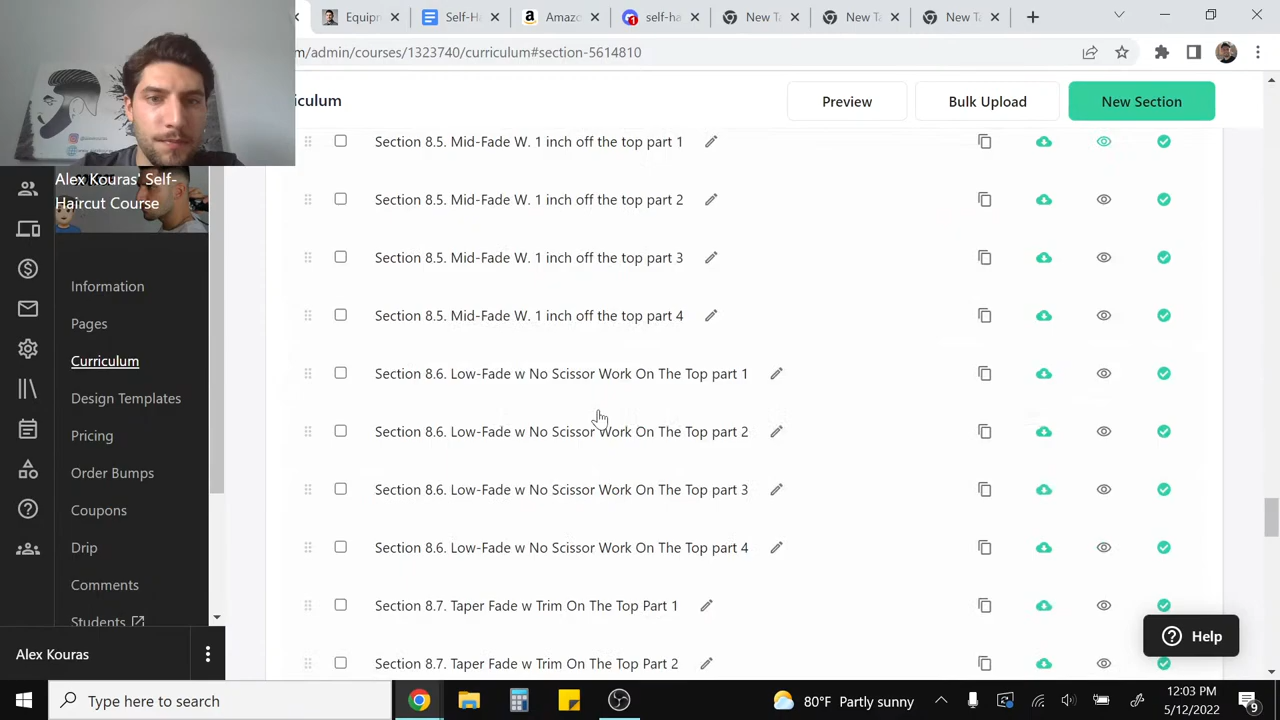 Equipr
Self-Ha
Amazo
1
self-ha
New Ta
New Ta
New Ta
m/admin/courses/1323740/curriculum#section-5614810
iculum
Preview
Bulk Upload
New Section
Alex Kouras' Self-
Haircut Course
Information
Pages
Curriculum
Design Templates
Pricing
Order Bumps
Coupons
Drip
Comments
Students
Alex Kouras
Section 8.5. Mid-Fade W. 1 inch off the top part 1
Section 8.5. Mid-Fade W. 1 inch off the top part 2
Section 8.5. Mid-Fade W. 1 inch off the top part 3
Section 8.5. Mid-Fade W. 1 inch off the top part 4
Section 8.6. Low-Fade w No Scissor Work On The Top part 1
Section 8.6. Low-Fade w No Scissor Work On The Top part 2
Section 8.6. Low-Fade w No Scissor Work On The Top part 3
Section 8.6. Low-Fade w No Scissor Work On The Top part 4
Section 8.7. Taper Fade w Trim On The Top Part 1
Section 8.7. Taper Fade w Trim On The Top Part 2
Help
Type here to search
80°F Partly sunny
12:03 PM
5/12/2022
9